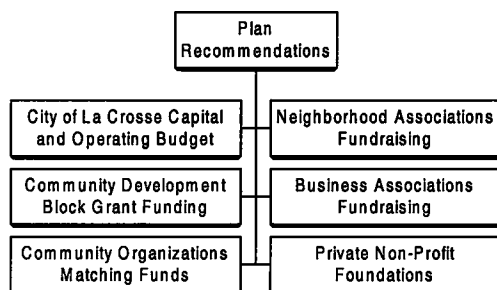 Plan
Recommendations
City of La Crosse Capital
and Operating Budget
Neighborhood Associations
Fundraising
Community Development
Block Grant Funding
Business Associations
Fundraising
Community Organizations
Matching Funds
Private Non-Profit
Foundations